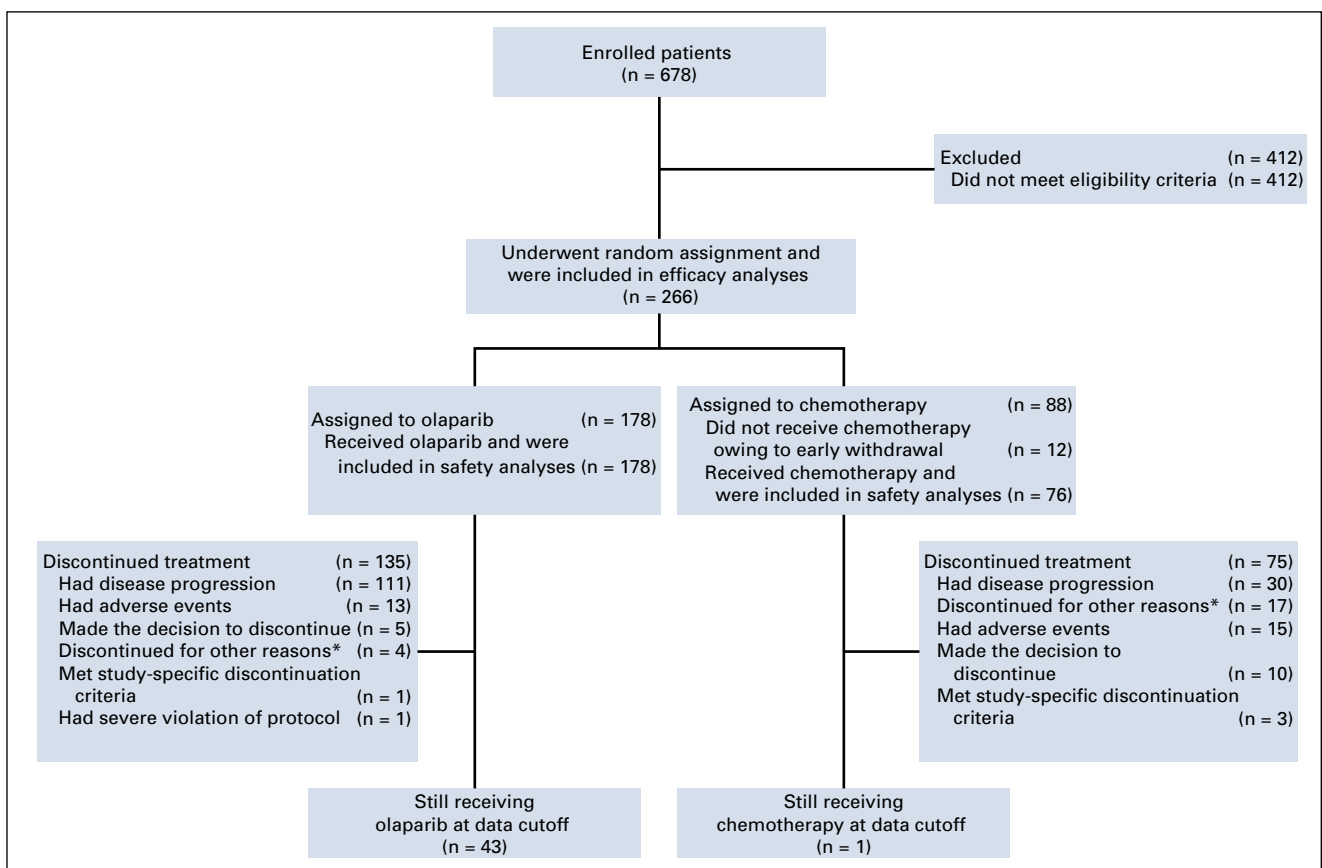 Enrolled patients
(n = 678)
Excluded (n = 412)
Did not meet eligibility criteria (n = 412)
Underwent random assignment and
were included in efficacy analyses
(n = 266)
Assigned to olaparib (n = 178)
Received olaparib and were
included in safety analyses (n = 178)
Assigned to chemotherapy (n = 88)
Did not receive chemotherapy
owing to early withdrawal (n = 12)
Received chemotherapy and
were included in safety analyses (n = 76)
Discontinued treatment (n = 135)
Had disease progression (n = 111)
Had adverse events (n = 13)
Made the decision to discontinue (n = 5)
Discontinued for other reasons* (n = 4)
Met study-specific discontinuation
criteria (n = 1)
Had severe violation of protocol (n = 1)
Discontinued treatment (n = 75)
Had disease progression (n = 30)
Discontinued for other reasons* (n = 17)
Had adverse events (n = 15)
Made the decision to
discontinue (n = 10)
Met study-specific discontinuation
criteria (n = 3)
Still receiving
olaparib at data cutoff
(n = 43)
Still receiving
chemotherapy at data cutoff
(n = 1)